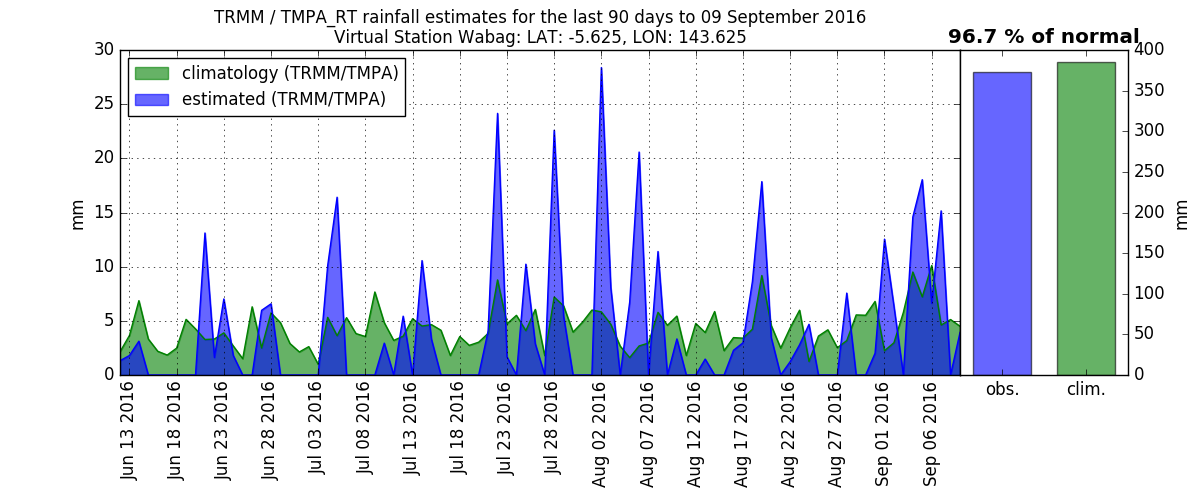 TRMM / TMPA_RT rainfall estimates for the last 90 days to 09 September 2016
Virtual Station Wabag: LAT: -5.625, LON: 143.625
96.7 % of normal
climatology (TRMM/TMPA)
estimated (TRMM/TMPA)
30
25
20
15
10
5
0
mm
Jun 13 2016
Jun 18 2016
Jun 23 2016
Jun 28 2016
Jul 03 2016
Jul 08 2016
Jul 13 2016
Jul 18 2016
Jul 23 2016
Jul 28 2016
Aug 02 2016
Aug 07 2016
Aug 12 2016
Aug 17 2016
Aug 22 2016
Aug 27 2016
Sep 01 2016
Sep 06 2016
obs.
clim.
400
350
300
250
200
150
100
50
0
mm